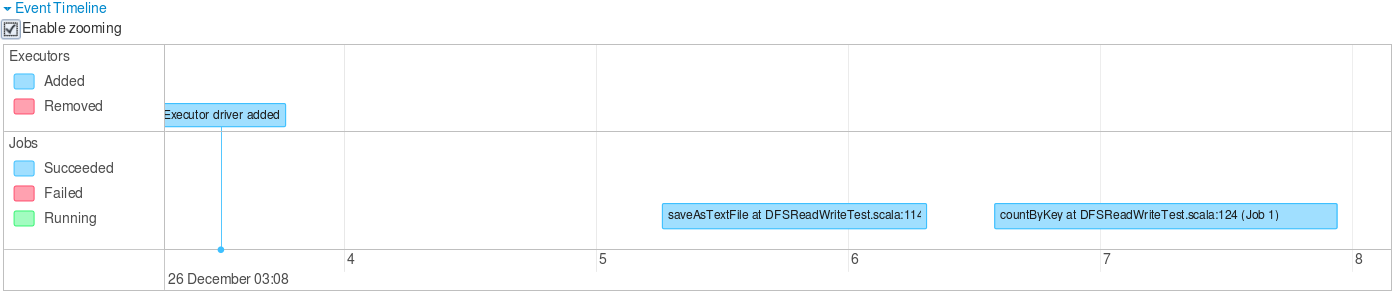 Event Timeline
Enable zooming
Executors
Added
Removed
Executor driver added
Jobs
Succeeded
Failed
Running
saveAsTextFile at DFSReadWriteTest.scala:114
countByKey at DFSReadWriteTest.scala:124 (Job 1)
4 5 6 7 8
26 December 03:08